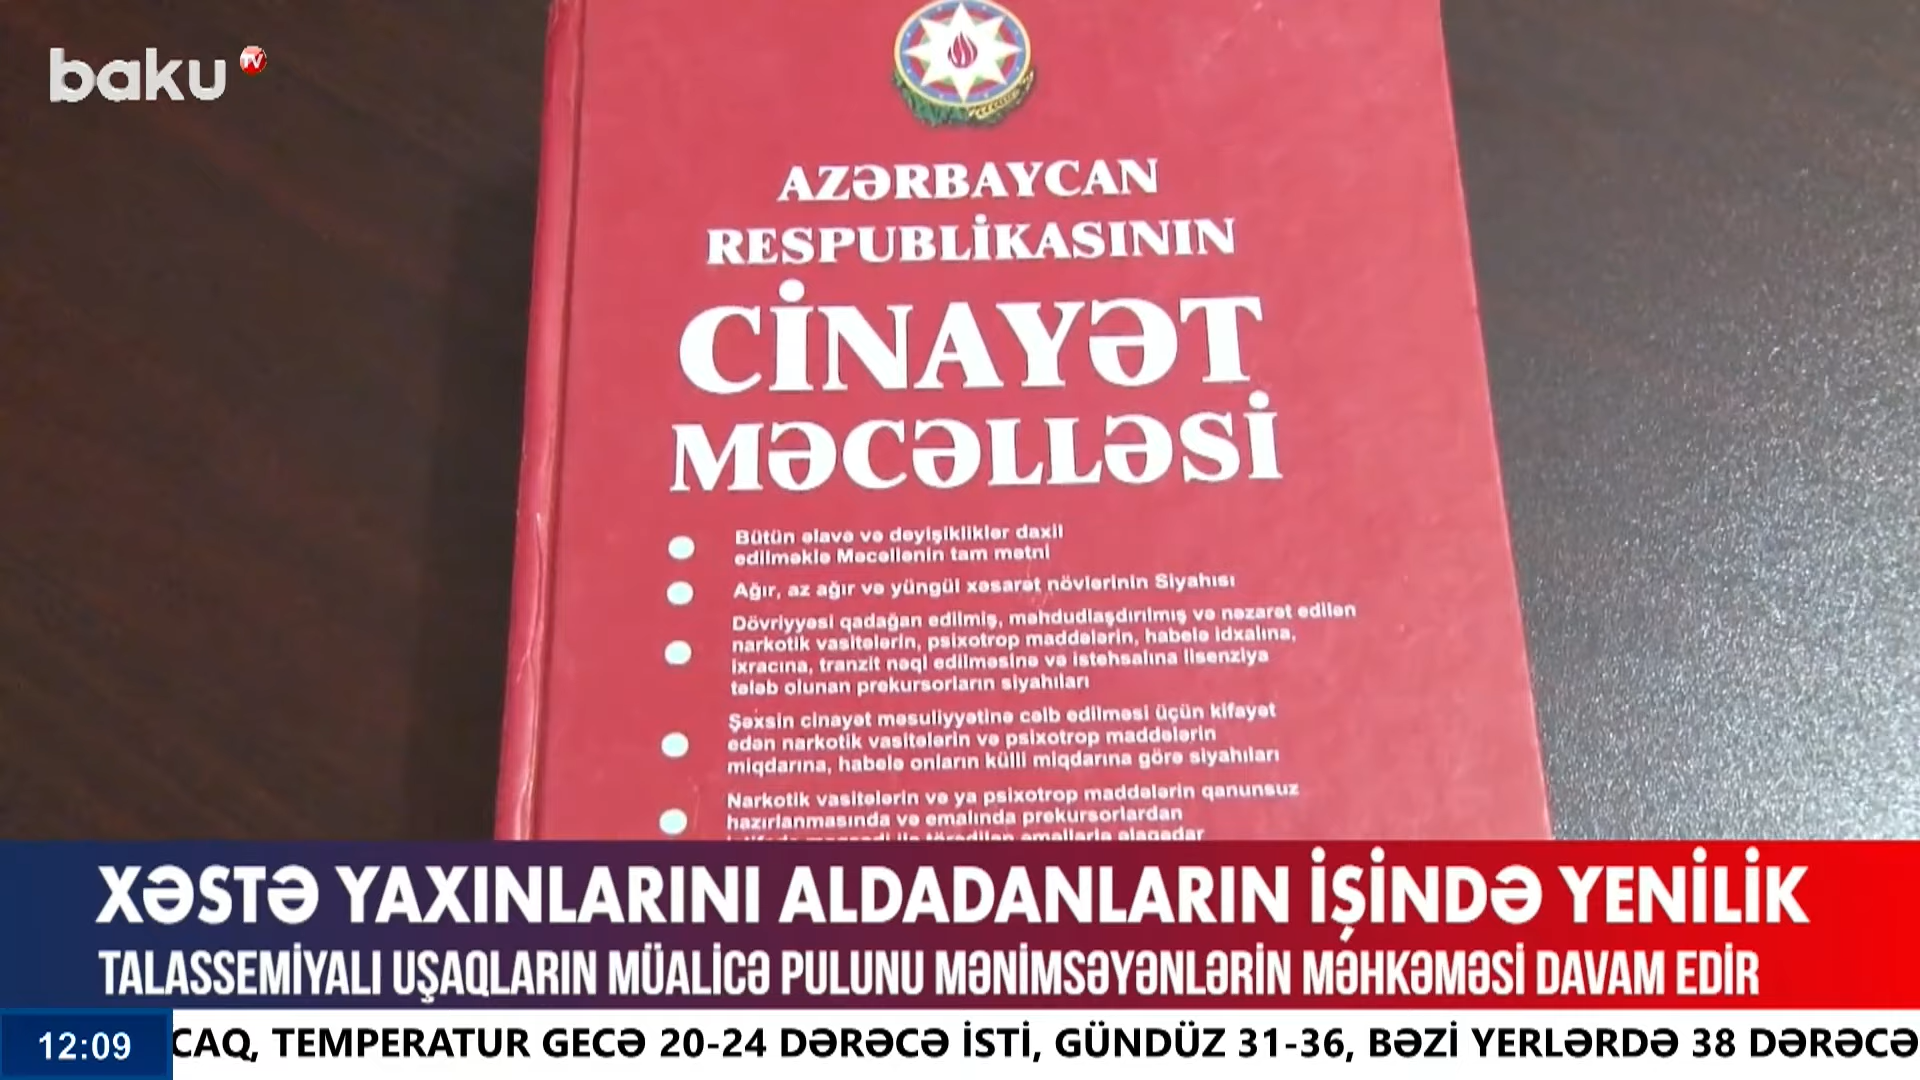 baku TV
AZƏRBAYCAN
RESPUBLİKASININ
CİNAYƏT
MƏCƏLLƏSİ
Bütün əlavə və dəyişikliklər daxil
edilməklə Məcəllənin tam mətni
Ağır, az ağır və yüngül xəsarət növlərinin Siyahısı
Dövriyyəsi qadağan edilmiş, məhdudlaşdırılmış və nəzarət edilən
narkotik vasitələrin, psixotrop maddələrin, habelə idxalına,
ixracına, tranzit nəql edilməsinə və istehsalına lisenziya
tələb olunan prekursorların siyahıları
Şəxsin cinayət məsuliyyətinə cəlb edilməsi üçün kifayət
edən narkotik vasitələrin və psixotrop maddələrin
miqdarına, habelə onların külli miqdarına görə siyahıları
Narkotik vasitələrin və ya psixotrop maddələrin qanunsuz
hazırlanmasında və emalında prekursorlardan
XƏSTƏ YAXINLARINI ALDADANLARIN İŞİNDƏ YENİLİK
TALASSEMİYALI UŞAQLARIN MÜALİCƏ PULUNU MƏNİMSƏYƏNLƏRİN MƏHKƏMƏSİ DAVAM EDİR
12:09 CAQ, TEMPERATUR GECƏ 20-24 DƏRƏCƏ İSTİ, GÜNDÜZ 31-36, BƏZİ YERLƏRDƏ 38 DƏRƏCƏ